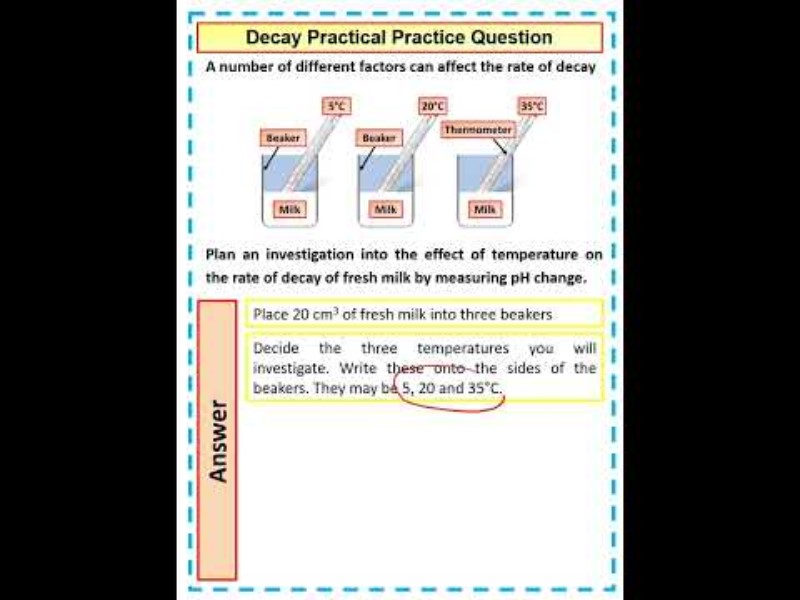 Decay Practical Practice Question
A number of different factors can affect the rate of decay
5°C
20°C
35°C
Beaker
Beaker
Thermometer
Milk
Milk
Milk
Plan an investigation into the effect of temperature on
the rate of decay of fresh milk by measuring pH change.
Answer
Place 20 cm³ of fresh milk into three beakers
Decide the three temperatures you will
investigate. Write these onto the sides of the
beakers. They may be 5, 20 and 35°C.